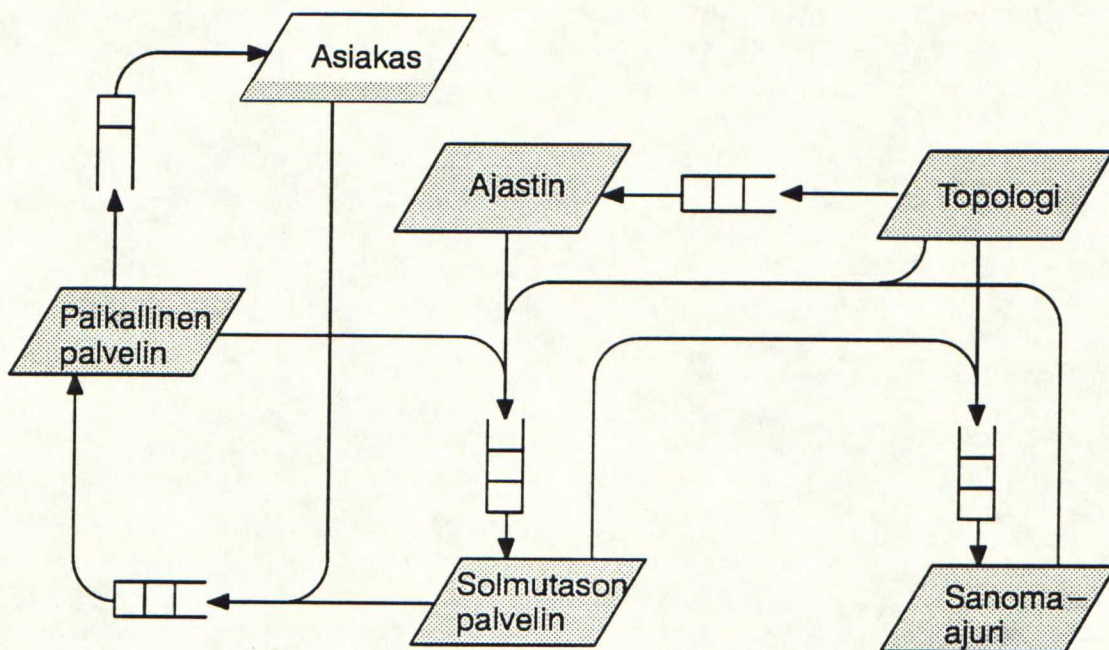 Asiakas
Ajastin
Topologi
Paikallinen
palvelin
Solmutason
palvelin
Sanoma–
ajuri